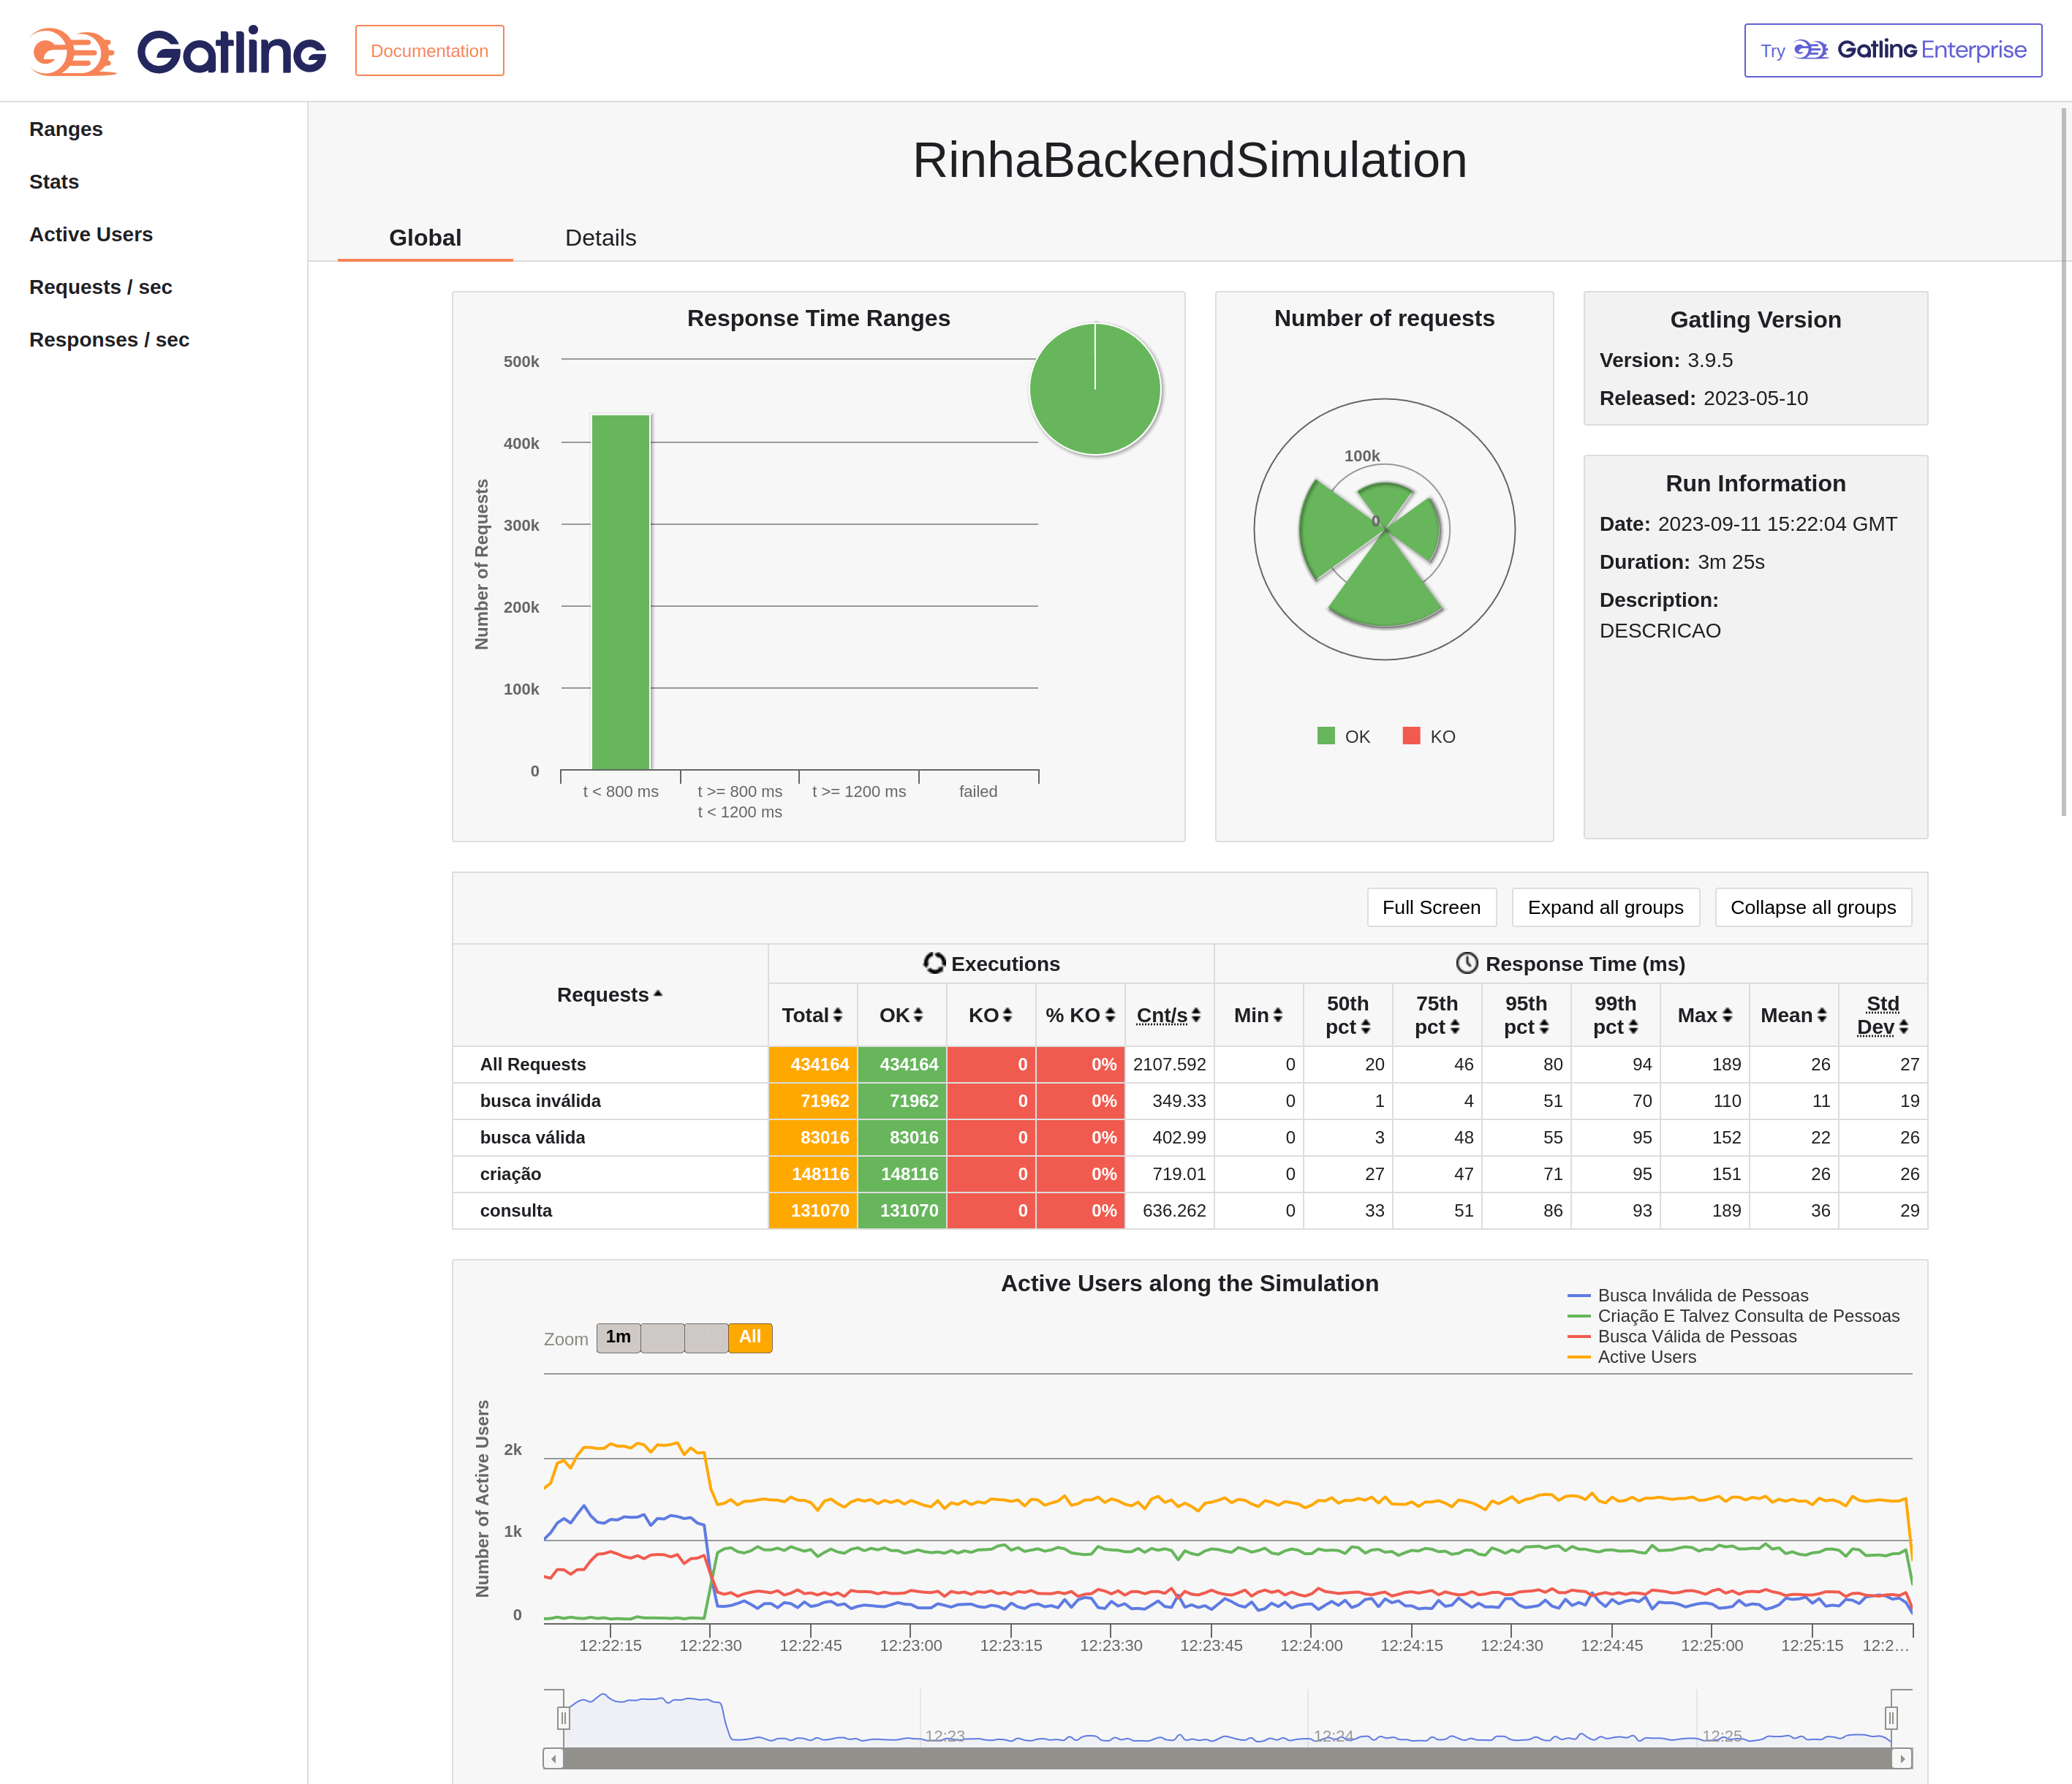 Gatling
Documentation
Try Gatling Enterprise
Ranges
Stats
Active Users
Requests / sec
Responses / sec
RinhaBackendSimulation
Global Details
Response Time Ranges
Number of Requests
500k
400k
300k
200k
100k
0
t < 800 ms
t >= 800 ms
t < 1200 ms
t >= 1200 ms
failed
Number of requests
100k
0
OK KO
Gatling Version
Version: 3.9.5
Released: 2023-05-10
Run Information
Date: 2023-09-11 15:22:04 GMT
Duration: 3m 25s
Description:
DESCRICAO
Full Screen Expand all groups Collapse all groups
Requests Executions Response Time (ms)
Total OK KO % KO Cnt/s Min 50th pct 75th pct 95th pct 99th pct Max Mean Std Dev
All Requests 434164 434164 0 0% 2107.592 0 20 46 80 94 189 26 27
busca inválida 71962 71962 0 0% 349.33 0 1 4 51 70 110 11 19
busca válida 83016 83016 0 0% 402.99 0 3 48 55 95 152 22 26
criação 148116 148116 0 0% 719.01 0 27 47 71 95 151 26 26
consulta 131070 131070 0 0% 636.262 0 33 51 86 93 189 36 29
Active Users along the Simulation
Busca Inválida de Pessoas
Criação E Talvez Consulta de Pessoas
Busca Válida de Pessoas
Active Users
Zoom 1m All
Number of Active Users
2k
1k
0
12:22:15 12:22:30 12:22:45 12:23:00 12:23:15 12:23:30 12:23:45 12:24:00 12:24:15 12:24:30 12:24:45 12:25:00 12:25:15 12:2…
12:23 12:24 12:25